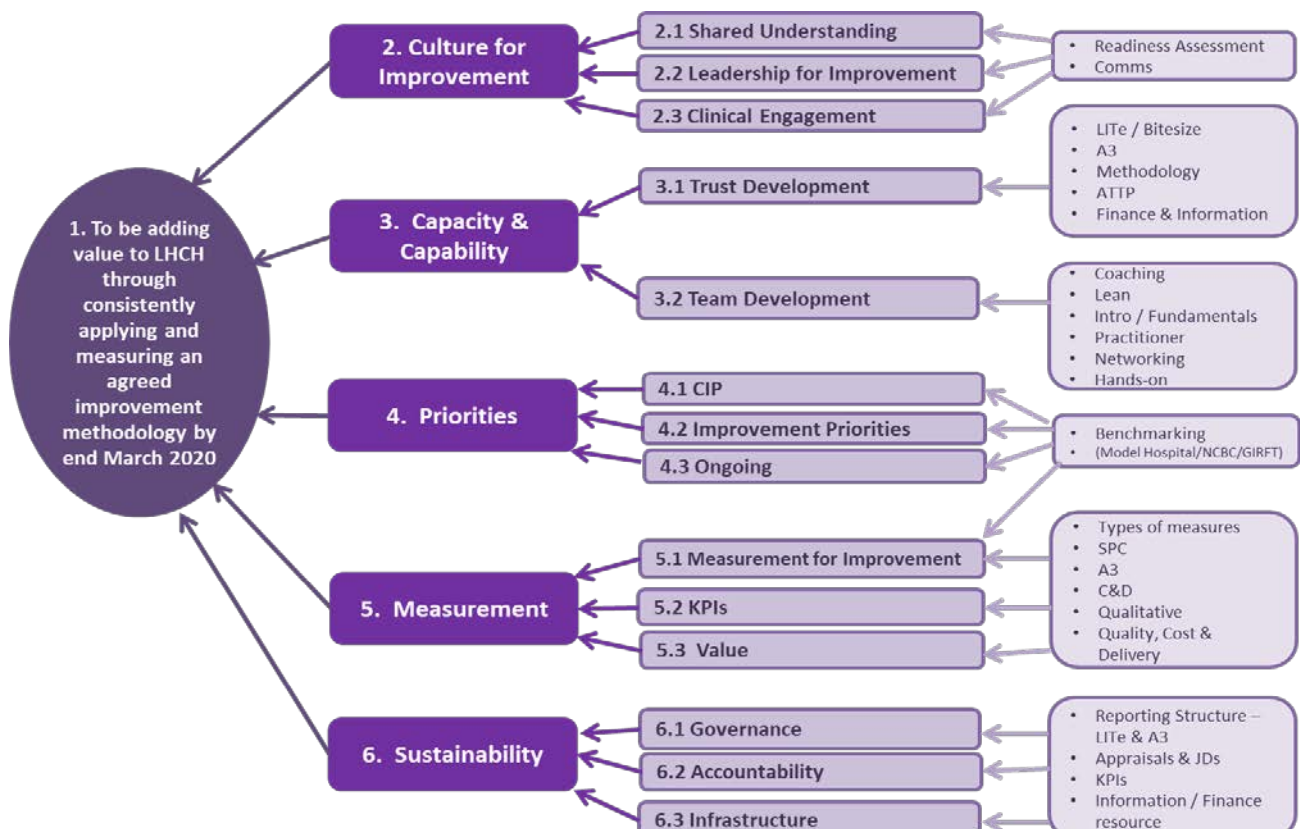 1. To be adding
value to LHCH
through
consistently
applying and
measuring an
agreed
improvement
methodology by
end March 2020
2. Culture for
Improvement
2.1 Shared Understanding
2.2 Leadership for Improvement
2.3 Clinical Engagement
• Readiness Assessment
• Comms
3. Capacity &
Capability
3.1 Trust Development
• LITe / Bitesize
• A3
• Methodology
• ATTP
• Finance & Information
3.2 Team Development
• Coaching
• Lean
• Intro / Fundamentals
• Practitioner
• Networking
• Hands-on
4. Priorities
4.1 CIP
4.2 Improvement Priorities
4.3 Ongoing
• Benchmarking
• (Model Hospital/NCBC/GIRFT)
5. Measurement
5.1 Measurement for Improvement
5.2 KPIs
5.3 Value
• Types of measures
• SPC
• A3
• C&D
• Qualitative
• Quality, Cost &
Delivery
6. Sustainability
6.1 Governance
6.2 Accountability
6.3 Infrastructure
• Reporting Structure –
LITe & A3
• Appraisals & JDs
• KPIs
• Information / Finance
resource